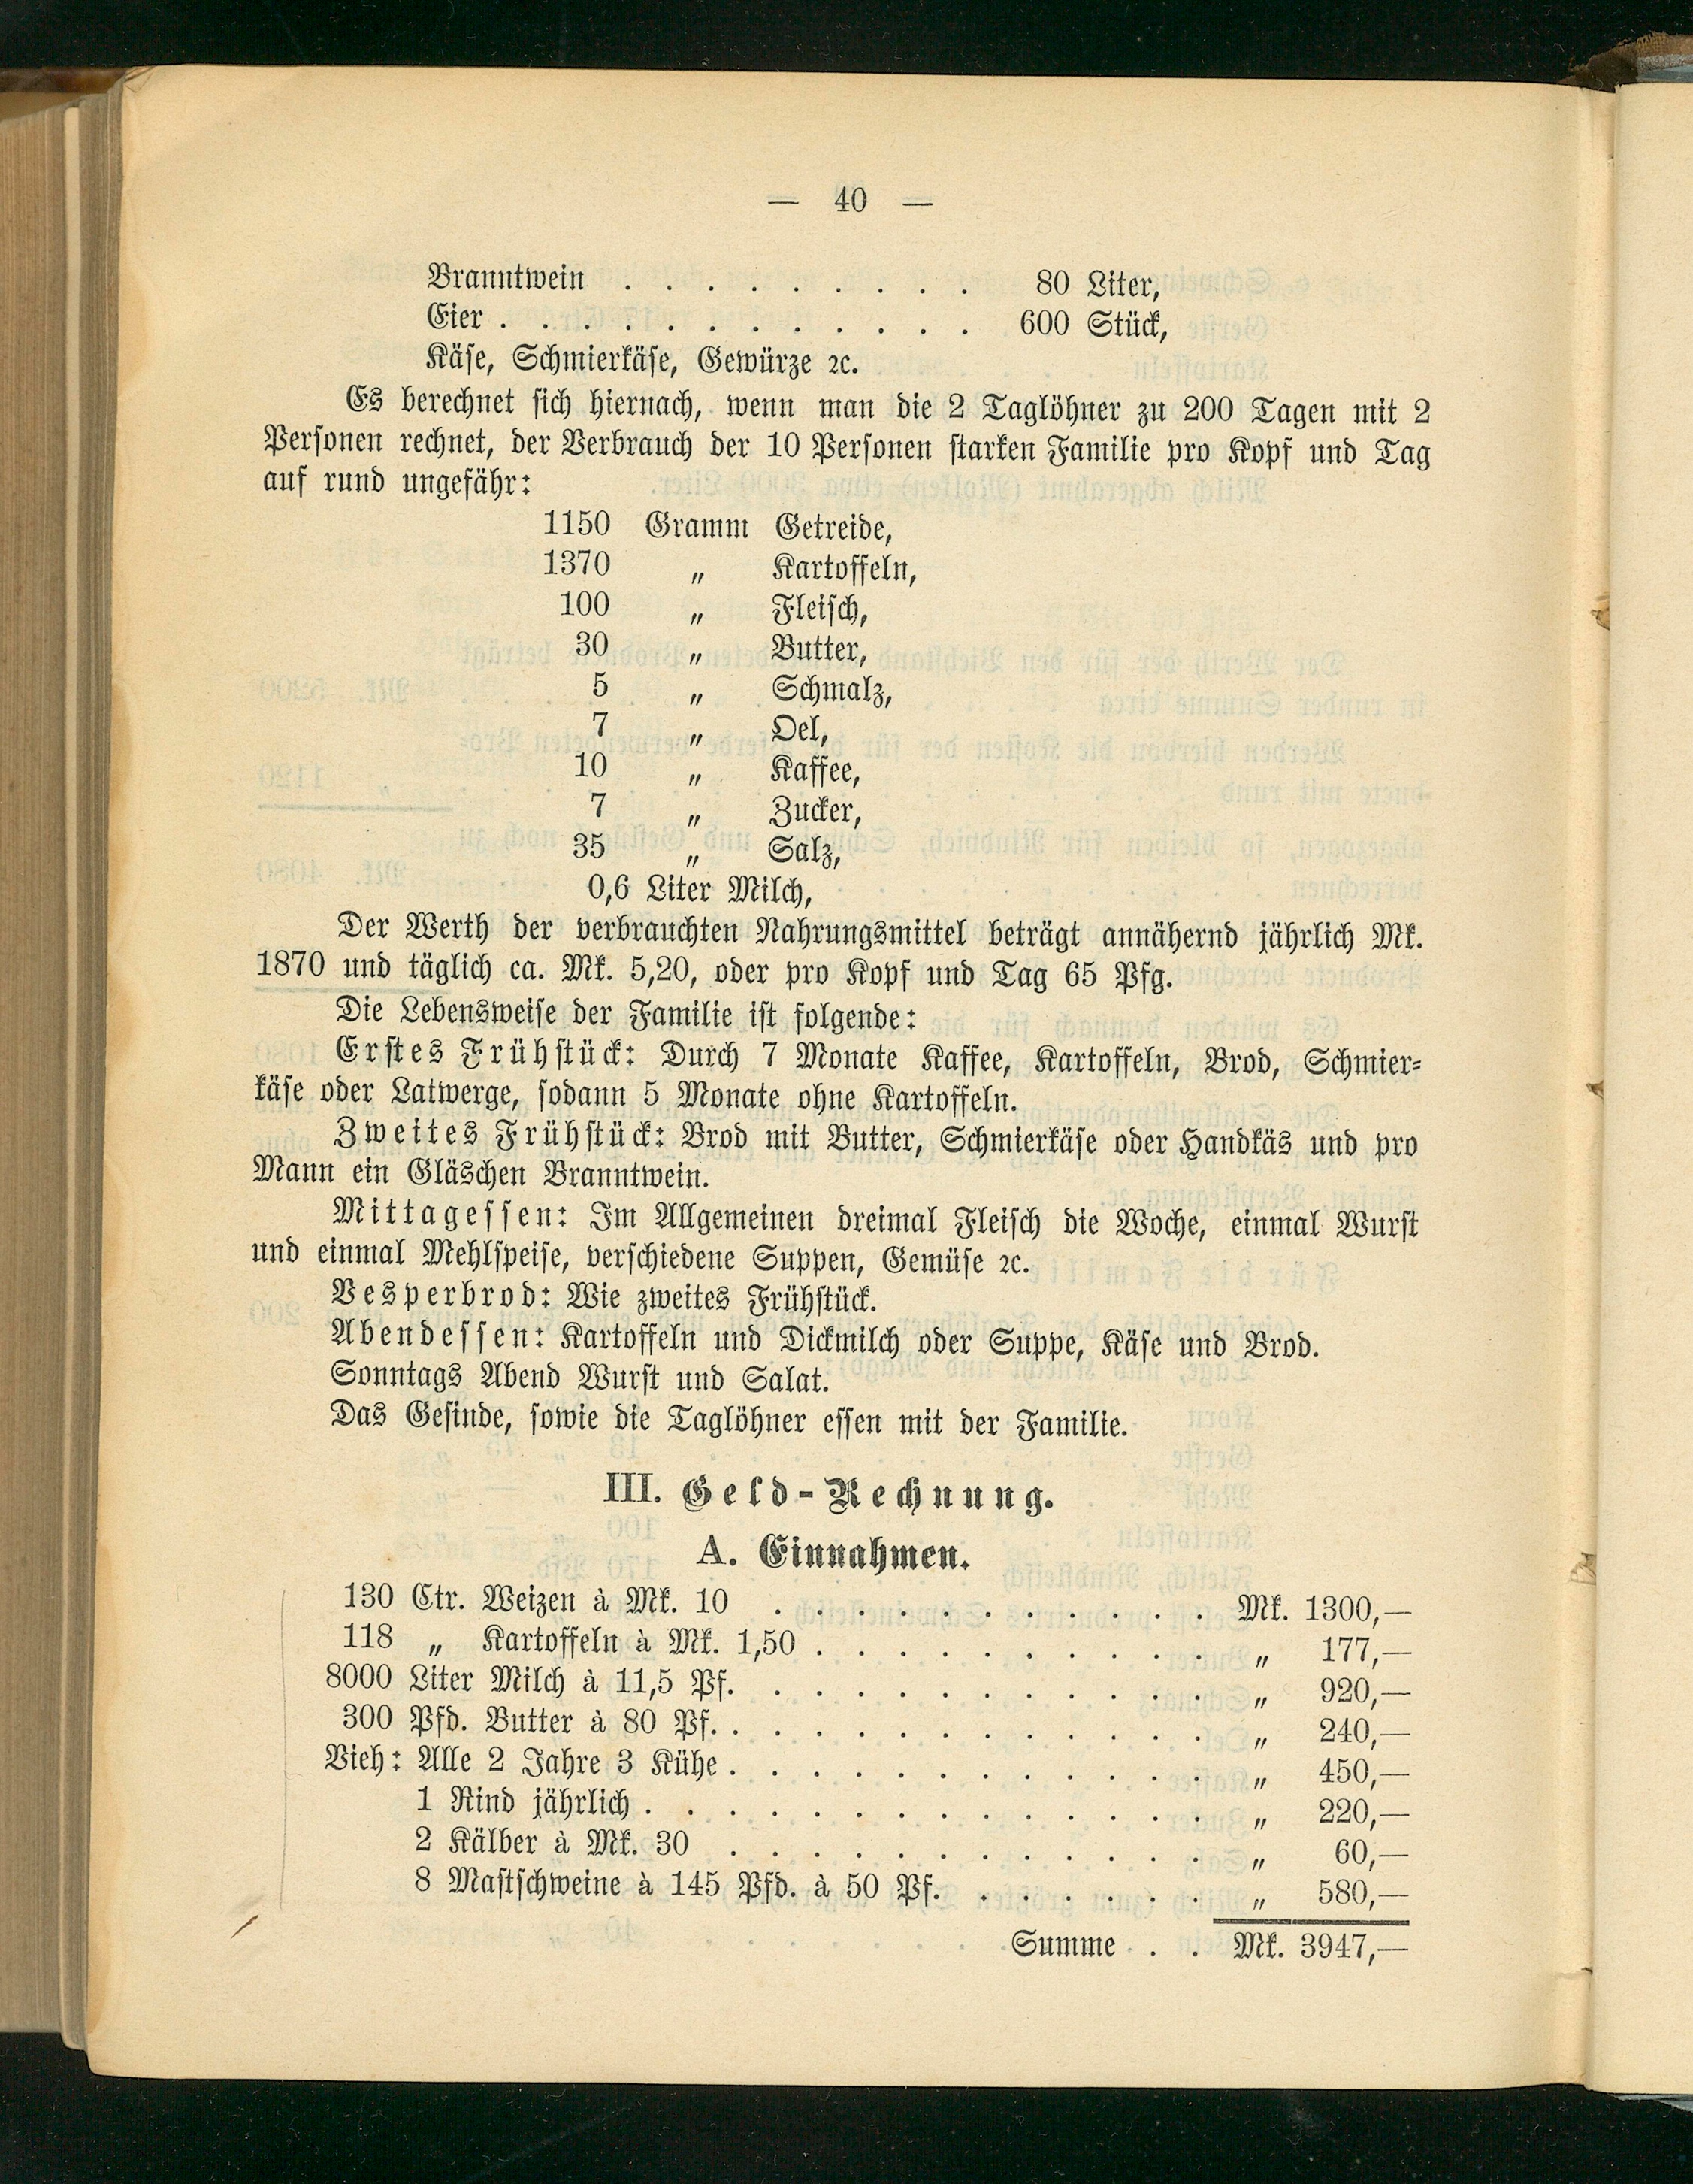 — 40 —
Branntwein . . . . . . . . . 80 Liter,
Eier . . . . . . . . . . . . 600 Stück,
Käse, Schmierkäse, Gewürze ꝛc.
Es berechnet sich hiernach, wenn man die 2 Taglöhner zu 200 Tagen mit 2
Personen rechnet, der Verbrauch der 10 Personen starken Familie pro Kopf und Tag
auf rund ungefähr:
1150 Gramm Getreide,
1370 „ Kartoffeln,
100 „ Fleisch,
30 „ Butter,
5 „ Schmalz,
7 „ Oel,
10 „ Kaffee,
7 „ Zucker,
35 „ Salz,
0,6 Liter Milch,
Der Werth der verbrauchten Nahrungsmittel beträgt annähernd jährlich Mk.
1870 und täglich ca. Mk. 5,20, oder pro Kopf und Tag 65 Pfg.
Die Lebensweise der Familie ist folgende:
Erstes Frühstück: Durch 7 Monate Kaffee, Kartoffeln, Brod, Schmier-
käse oder Latwerge, sodann 5 Monate ohne Kartoffeln.
Zweites Frühstück: Brod mit Butter, Schmierkäse oder Handkäs und pro
Mann ein Gläschen Branntwein.
Mittagessen: Im Allgemeinen dreimal Fleisch die Woche, einmal Wurst
und einmal Mehlspeise, verschiedene Suppen, Gemüse ꝛc.
Vesperbrod: Wie zweites Frühstück.
Abendessen: Kartoffeln und Dickmilch oder Suppe, Käse und Brod.
Sonntags Abend Wurst und Salat.
Das Gesinde, sowie die Taglöhner essen mit der Familie.
III. Geld-Rechnung.
A. Einnahmen.
130 Ctr. Weizen à Mk. 10 . . . . . . . . . . . Mk. 1300,—
118 „ Kartoffeln à Mk. 1,50 . . . . . . . . . . „ 177,—
8000 Liter Milch à 11,5 Pf. . . . . . . . . . . . „ 920,—
300 Pfd. Butter à 80 Pf. . . . . . . . . . . . . „ 240,—
Vieh: Alle 2 Jahre 3 Kühe . . . . . . . . . . . . „ 450,—
1 Rind jährlich . . . . . . . . . . . . . . „ 220,—
2 Kälber à Mk. 30 . . . . . . . . . . . . „ 60,—
8 Mastschweine à 145 Pfd. à 50 Pf. . . . . . . „ 580,—
Summe . . Mk. 3947,—